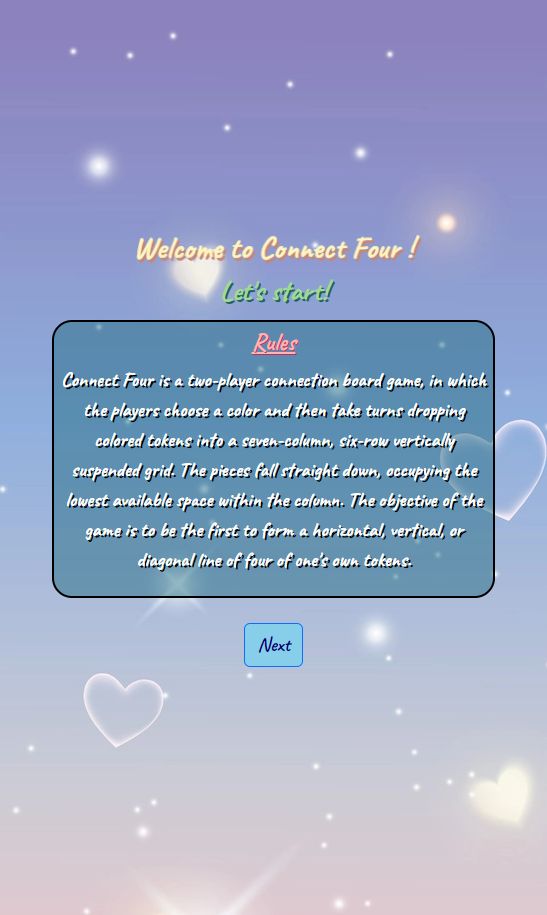 Welcome to Connect Four !
Let's start!
Rules
Connect Four is a two-player connection board game, in which
the players choose a color and then take turns dropping
colored tokens into a seven-column, six-row vertically
suspended grid. The pieces fall straight down, occupying the
lowest available space within the column. The objective of the
game is to be the first to form a horizontal, vertical, or
diagonal line of four of one's own tokens.
Next